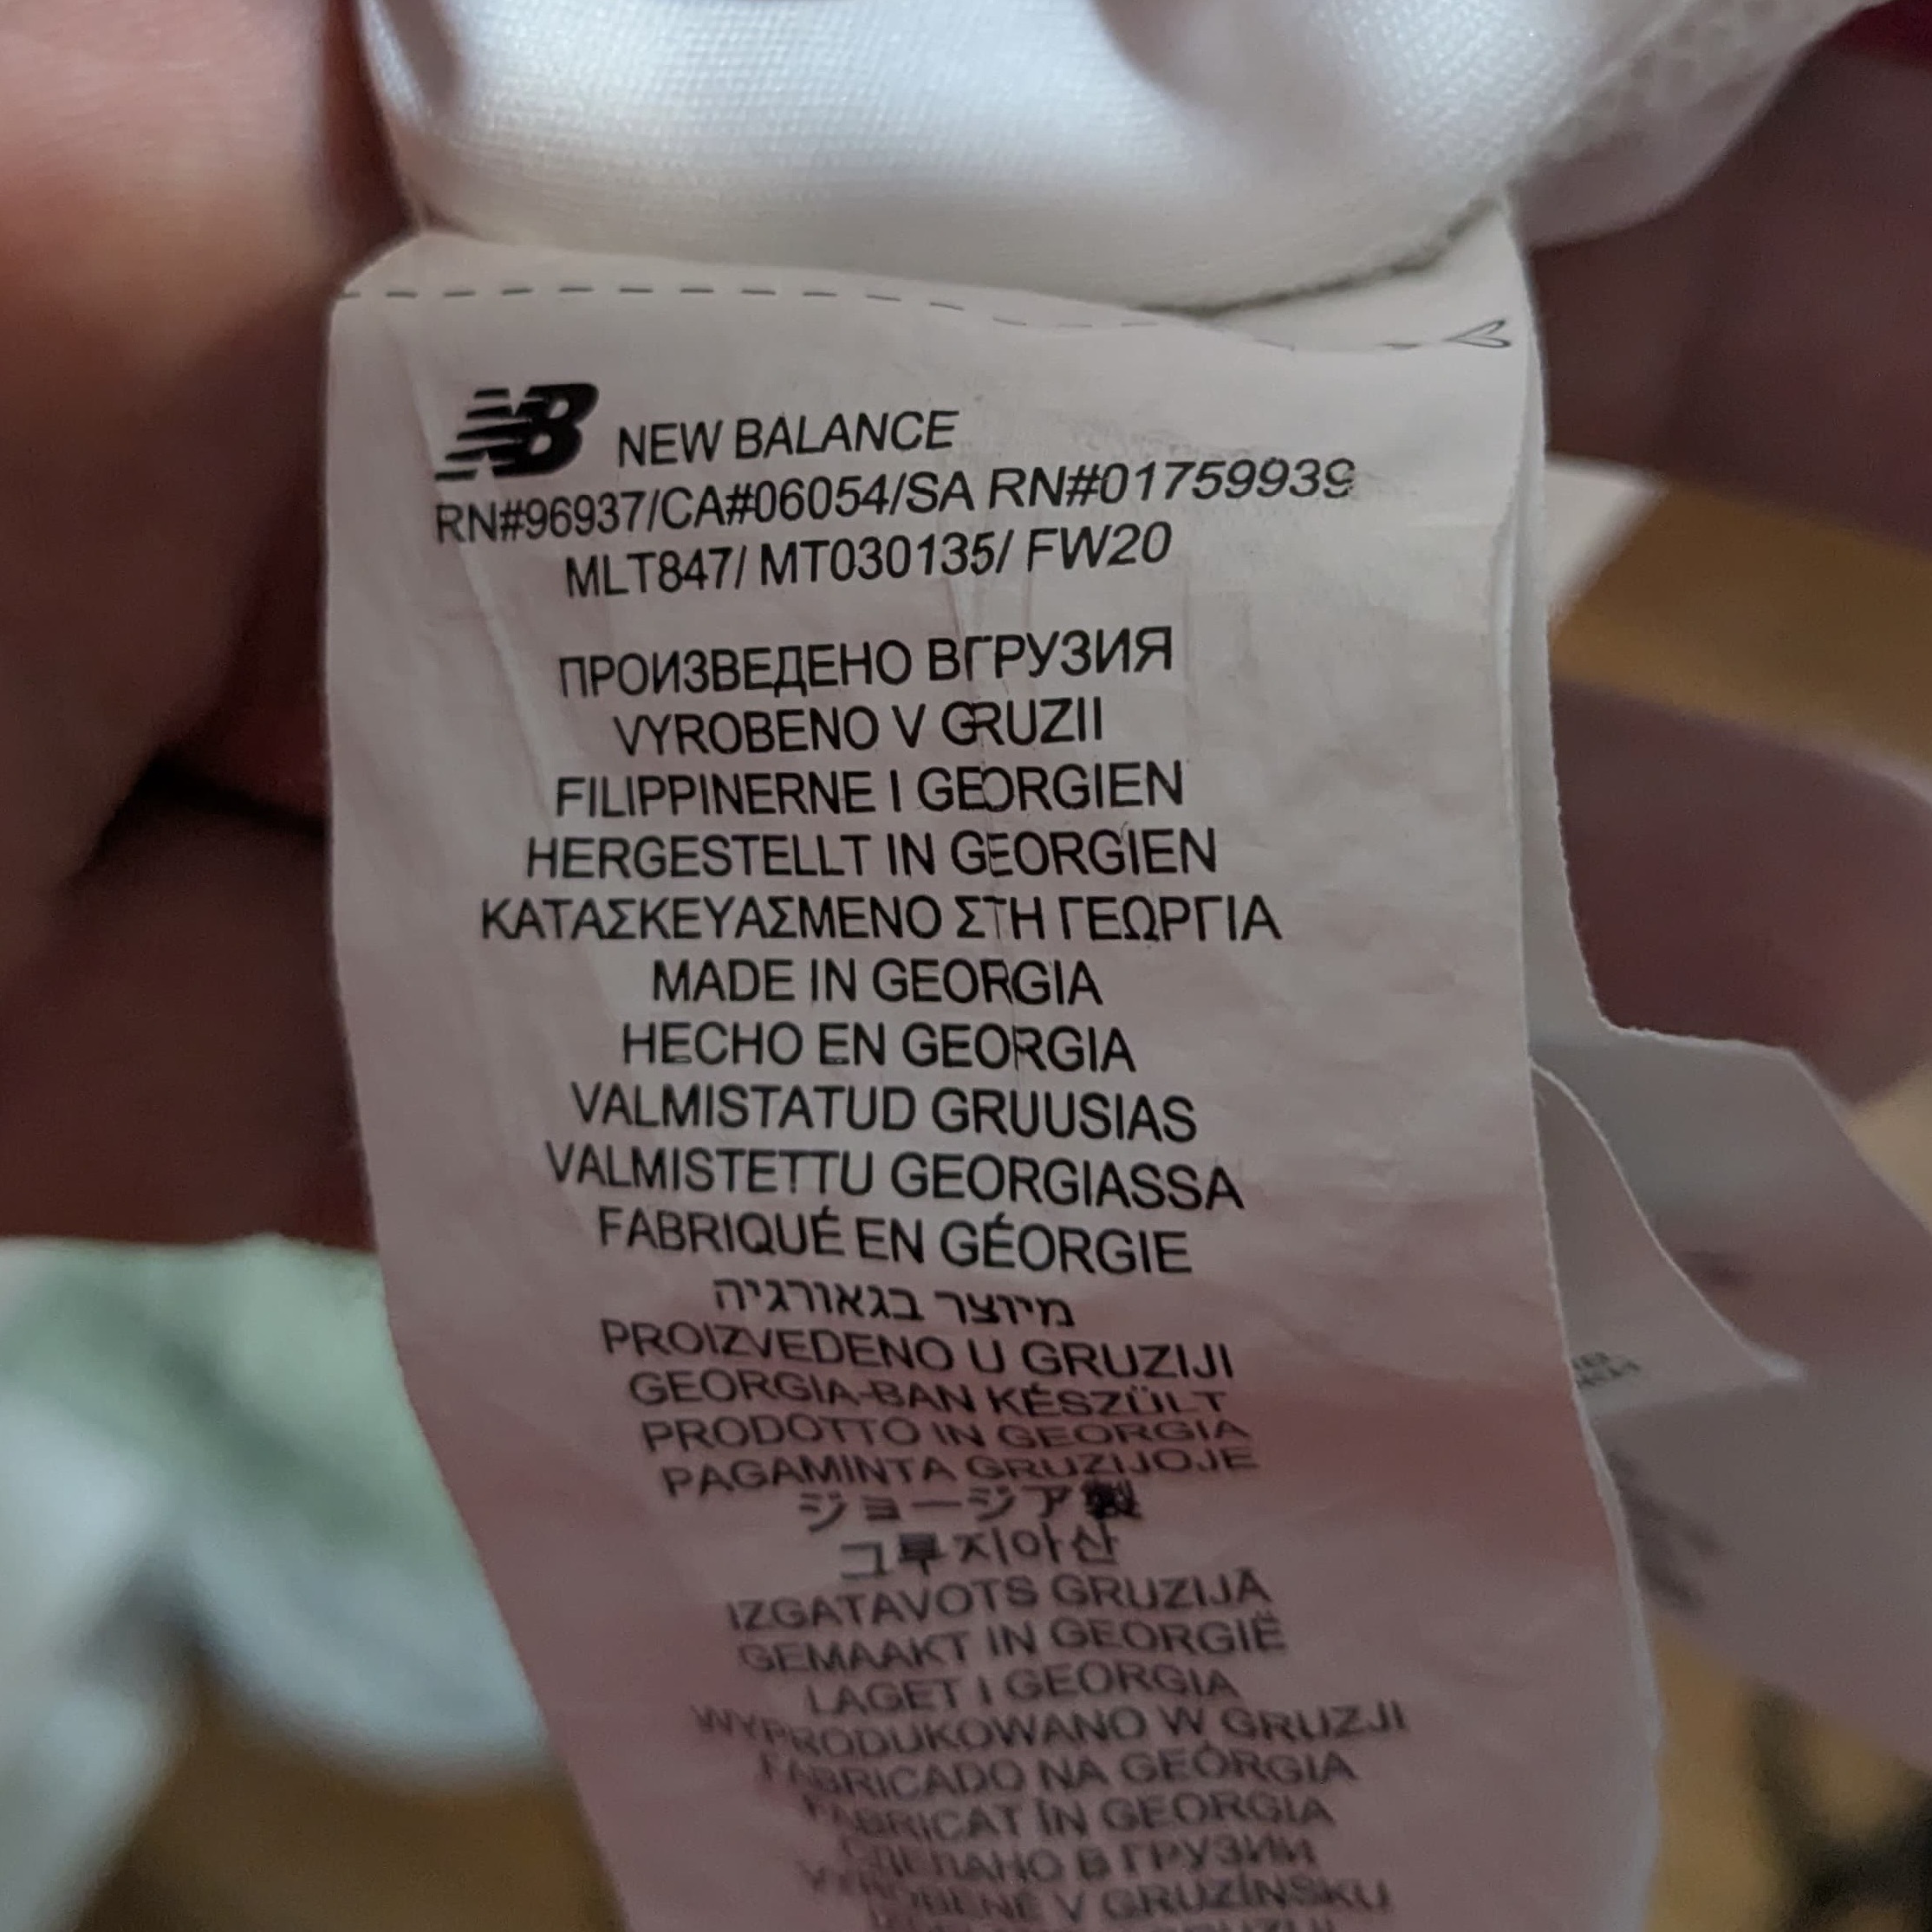 NB NEW BALANCE
RN#96937/CA#06054/SA RN#01759939
MLT847/ MT030135/ FW20
ПРОИЗВЕДЕНО ВГРУЗИЯ
VYROBENO V GRUZII
FILIPPINERNE I GEORGIEN
HERGESTELLT IN GEORGIEN
ΚΑΤΑΣΚΕΥΑΣΜΕΝΟ ΣΤΗ ΓΕΩΡΓΙΑ
MADE IN GEORGIA
HECHO EN GEORGIA
VALMISTATUD GRUUSIAS
VALMISTETTU GEORGIASSA
FABRIQUÉ EN GÉORGIE
מיוצר בגאורגיה
PROIZVEDENO U GRUZIJI
GEORGIA-BAN KÉSZÜLT
PRODOTTO IN GEORGIA
PAGAMINTA GRUZIJOJE
ジョージア製
그루지아산
IZGATAVOTS GRUZIJĀ
GEMAAKT IN GEORGIË
LAGET I GEORGIA
WYPRODUKOWANO W GRUZJI
FABRICADO NA GEÓRGIA
FABRICAT ÎN GEORGIA
СДЕЛАНО В ГРУЗИИ
VYROBENÉ V GRUZÍNSKU